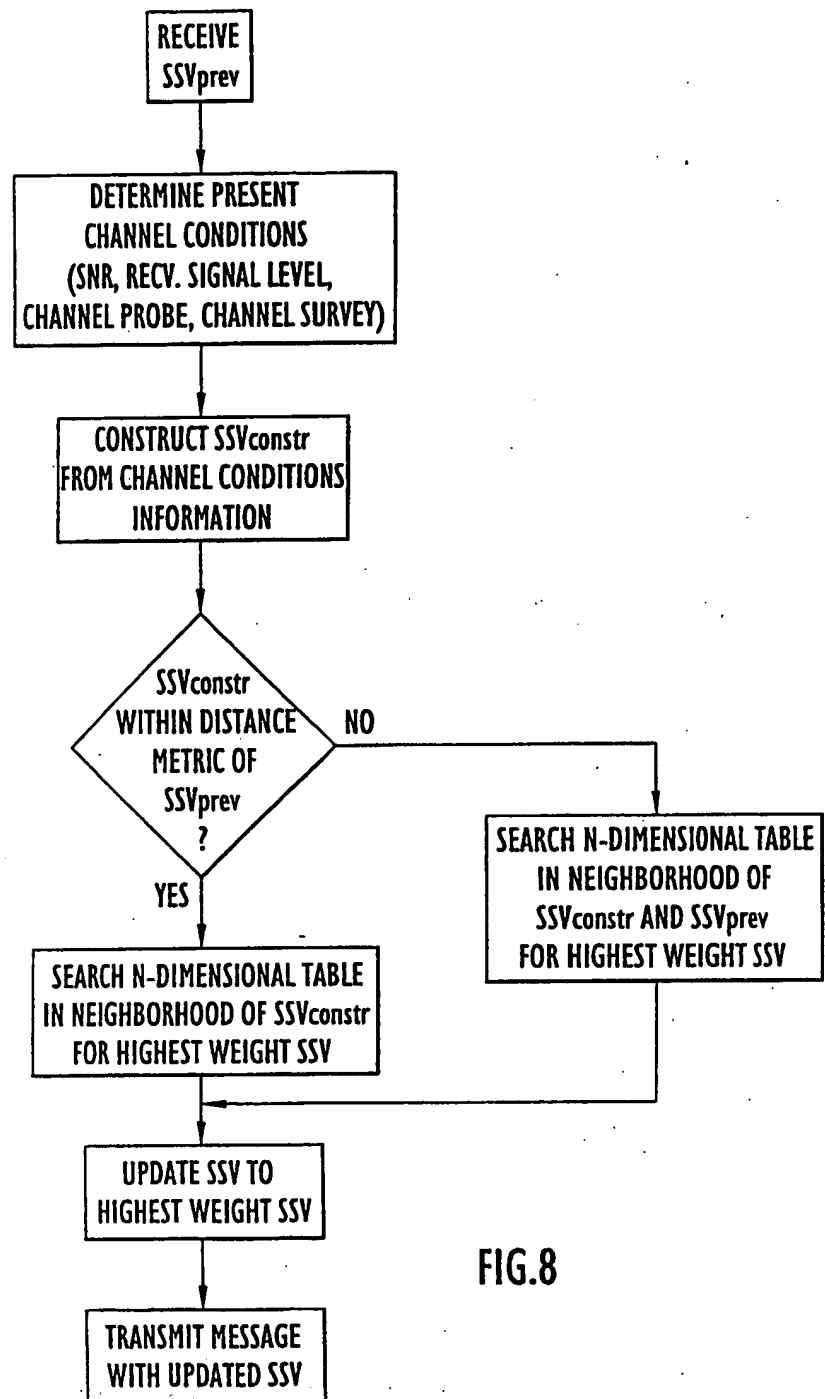 RECEIVE
SSVprev
DETERMINE PRESENT
CHANNEL CONDITIONS
(SNR, RECV. SIGNAL LEVEL,
CHANNEL PROBE, CHANNEL SURVEY)
CONSTRUCT SSVconstr
FROM CHANNEL CONDITIONS
INFORMATION
SSVconstr
WITHIN DISTANCE
METRIC OF
SSVprev
?
NO
YES
SEARCH N-DIMENSIONAL TABLE
IN NEIGHBORHOOD OF
SSVconstr AND SSVprev
FOR HIGHEST WEIGHT SSV
SEARCH N-DIMENSIONAL TABLE
IN NEIGHBORHOOD OF SSVconstr
FOR HIGHEST WEIGHT SSV
UPDATE SSV TO
HIGHEST WEIGHT SSV
TRANSMIT MESSAGE
WITH UPDATED SSV
FIG.8